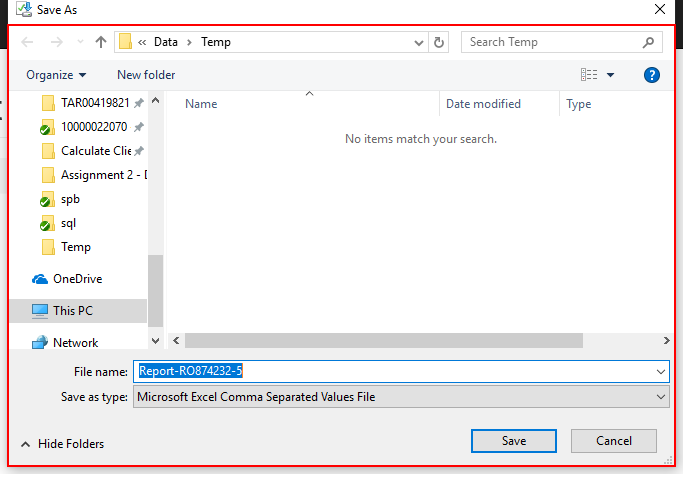 Save As
« Data > Temp
Search Temp
Organize
New folder
?
Name
Date modified
Type
No items match your search.
TAR00419821
10000022070
Calculate Clie
Assignment 2 - D
spb
sql
Temp
OneDrive
This PC
Network
File name: Report-RO874232-5
Save as type: Microsoft Excel Comma Separated Values File
Hide Folders
Save
Cancel